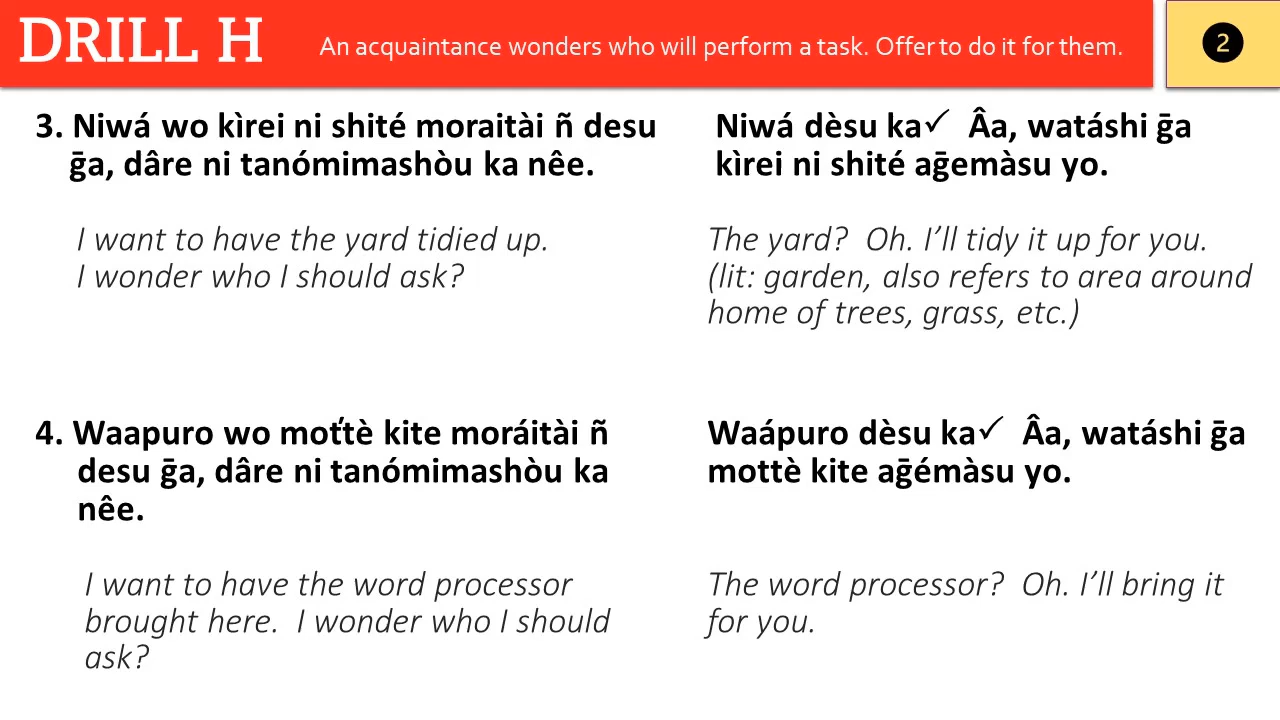 DRILL H
An acquaintance wonders who will perform a task. Offer to do it for them.
2
3. Niwá wo kìrei ni shité moraitài ñ desu
ḡa, dâre ni tanómimashòu ka nêe.
Niwá dèsu ka✓ Âa, watáshi ḡa
kìrei ni shité aḡemàsu yo.
I want to have the yard tidied up.
I wonder who I should ask?
The yard? Oh. I’ll tidy it up for you.
(lit: garden, also refers to area around
home of trees, grass, etc.)
4. Waapuro wo mot̄tè kite moráitài ñ
desu ḡa, dâre ni tanómimashòu ka
nêe.
Waápuro dèsu ka✓ Âa, watáshi ḡa
mottè kite aḡémàsu yo.
I want to have the word processor
brought here. I wonder who I should
ask?
The word processor? Oh. I’ll bring it
for you.